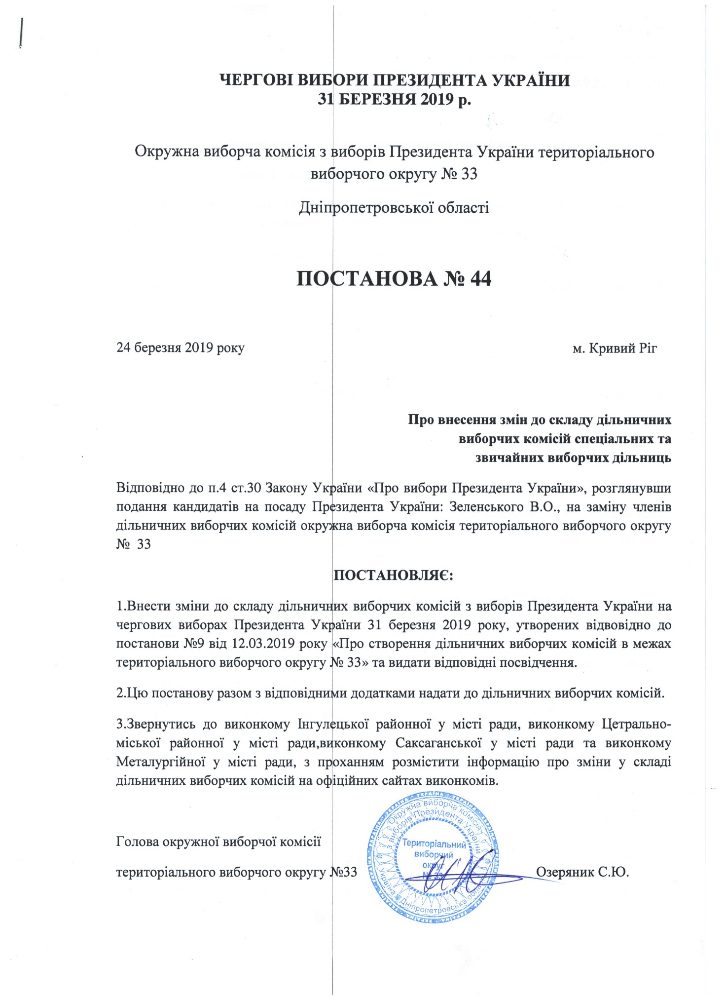 ЧЕРГОВІ ВИБОРИ ПРЕЗИДЕНТА УКРАЇНИ
31 БЕРЕЗНЯ 2019 р.
Окружна виборча комісія з виборів Президента України територіального
виборчого округу № 33
Дніпропетровської області
ПОСТАНОВА № 44
24 березня 2019 року м. Кривий Ріг
Про внесення змін до складу дільничних
виборчих комісій спеціальних та
звичайних виборчих дільниць
Відповідно до п.4 ст.30 Закону України «Про вибори Президента України», розглянувши
подання кандидатів на посаду Президента України: Зеленського В.О., на заміну членів
дільничних виборчих комісій окружна виборча комісія територіального виборчого округу
№ 33
ПОСТАНОВЛЯЄ:
1.Внести зміни до складу дільничних виборчих комісій з виборів Президента України на
чергових виборах Президента України 31 березня 2019 року, утворених відвовідно до
постанови №9 від 12.03.2019 року «Про створення дільничних виборчих комісій в межах
територіального виборчого округу № 33» та видати відповідні посвідчення.
2.Цю постанову разом з відповідними додатками надати до дільничних виборчих комісій.
3.Звернутись до виконкому Інгулецької районної у місті ради, виконкому Цетрально-
міської районної у місті ради,виконкому Саксаганської у місті ради та виконкому
Металургійної у місті ради, з проханням розмістити інформацію про зміни у складі
дільничних виборчих комісій на офіційних сайтах виконкомів.
Голова окружної виборчої комісії
територіального виборчого округу №33 Озеряник С.Ю.
Окружна виборча комісія
з виборів Президента України
Територіальний
виборчий
округ
№ 33
Україна Дніпропетровська область